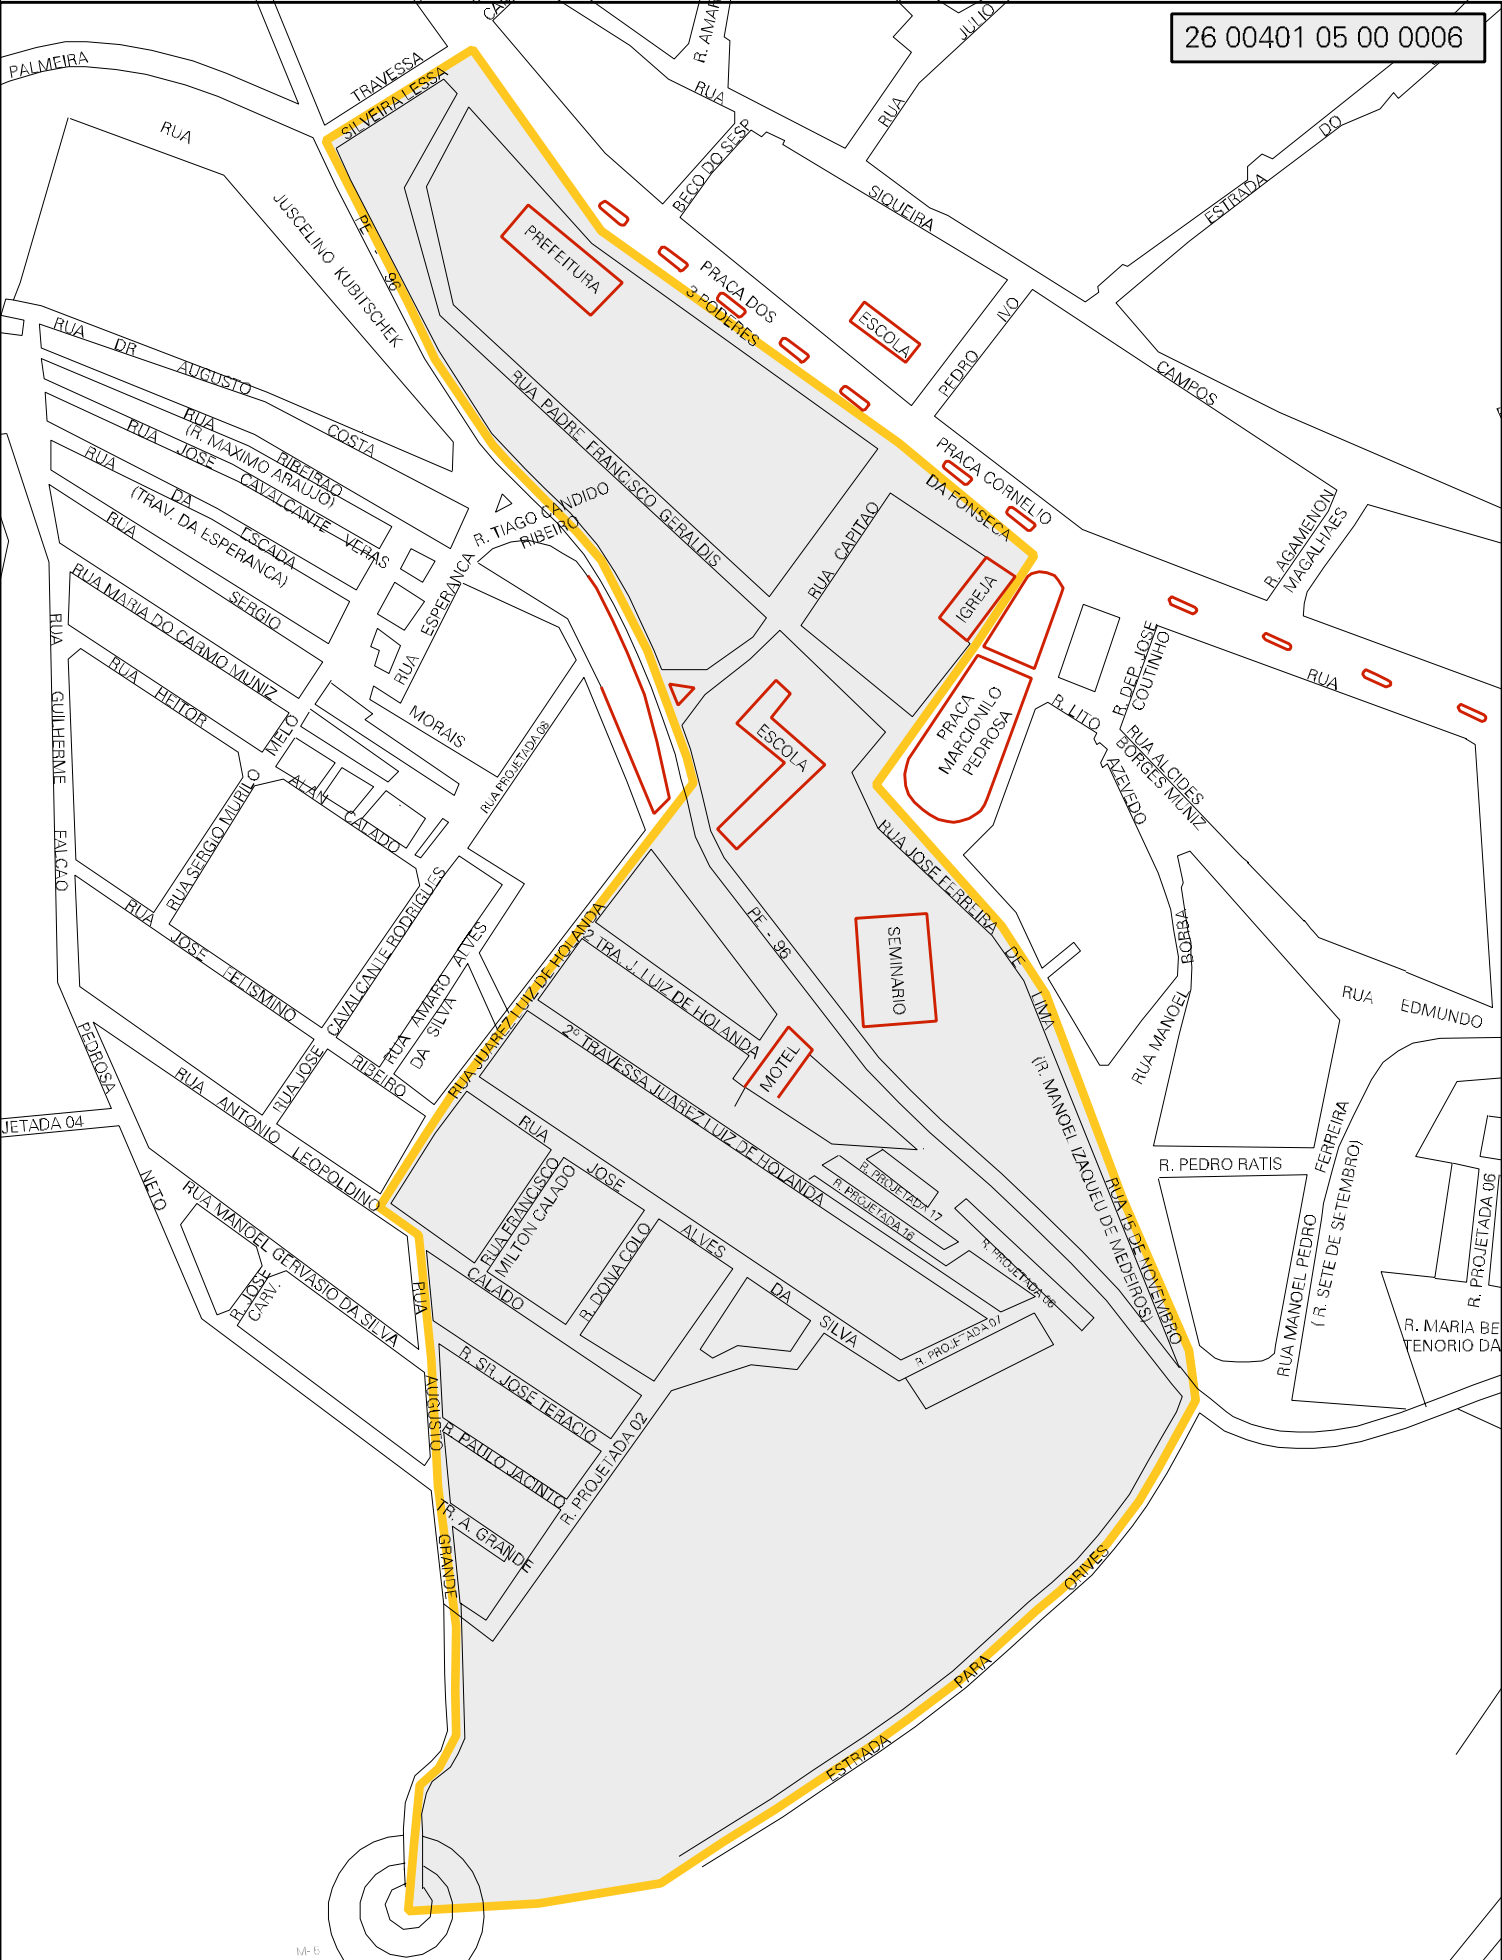 26 00401 05 00 0006
PALMEIRA
TRAVESSA
SILVEIRA LESSA
R. AMAR
RUA
JULIO
RUA
RUA
BECO DO SESP
SIQUEIRA
ESTRADA
DO
JUSCELINO KUBITSCHEK
PE - 96
PREFEITURA
PRACA DOS
3 PODERES
ESCOLA
PEDRO
IVO
CAMPOS
RUA
DR
AUGUSTO
COSTA
RUA
RIBEIRAO
(R. MAXIMO ARAUJO)
RUA
JOSE
CAVALCANTE
VERAS
RUA
DA
ESCADA
(TRAV. DA ESPERANCA)
RUA
SERGIO
RUA PADRE FRANCISCO GERALDIS
R. TIAGO CANDIDO
RIBEIRO
RUA
ESPERANCA
RUA CAPITAO
PRACA CORNELIO
DA FONSECA
IGREJA
R. AGAMENON
MAGALHAES
RUA MARIA DO CARMO MUNIZ
RUA
HEITOR
MELO
MORAIS
RUA PROJETADA 08
RUA
GUILHERME
FALCAO
PEDROSA
NETO
RUA SERGIO MURILO
ALAN
CALADO
ESCOLA
PRACA
MARCIONILO
PEDROSA
R. LITO
AZEVEDO
R. DEP. JOSE
COUTINHO
RUA
RUA ALCIDES
BORGES MUNIZ
RUA JOSE FERREIRA
DE
LIMA
RUA
JOSE
FELISMINO
RIBEIRO
RUA JOSE
CAVALCANTE RODRIGUES
RUA AMARO ALVES
DA SILVA
RUA JUAREZ LUIZ DE HOLANDA
2 TRA. J. LUIZ DE HOLANDA
PE - 96
SEMINARIO
RUA MANOEL
BORBA
RUA
EDMUNDO
MOTEL
2º TRAVESSA JUAREZ LUIZ DE HOLANDA
(R. MANOEL IZAQUEU DE MEDEIROS)
RUA 15 DE NOVEMBRO
JETADA 04
RUA
ANTONIO
LEOPOLDINO
RUA MANOEL GERVASIO DA SILVA
R. JOSE
CARV.
RUA
JOSE
ALVES
DA
SILVA
RUA FRANCISCO
MILTON CALADO
CALADO
R. DONA COLO
R. PROJETADA 17
R. PROJETADA 16
R. PROJETADA 06
R. PROJETADA 07
R. PEDRO RATIS
RUA MANOEL PEDRO
FERREIRA
( R. SETE DE SETEMBRO)
R. PROJETADA 06
R. MARIA BE
TENORIO DA
RUA
AUGUSTO
GRANDE
R. SR. JOSE TERACIO
R. PAULO JACINTO
R. PROJETADA 02
TR. A. GRANDE
ESTRADA
PARA
ORIVES